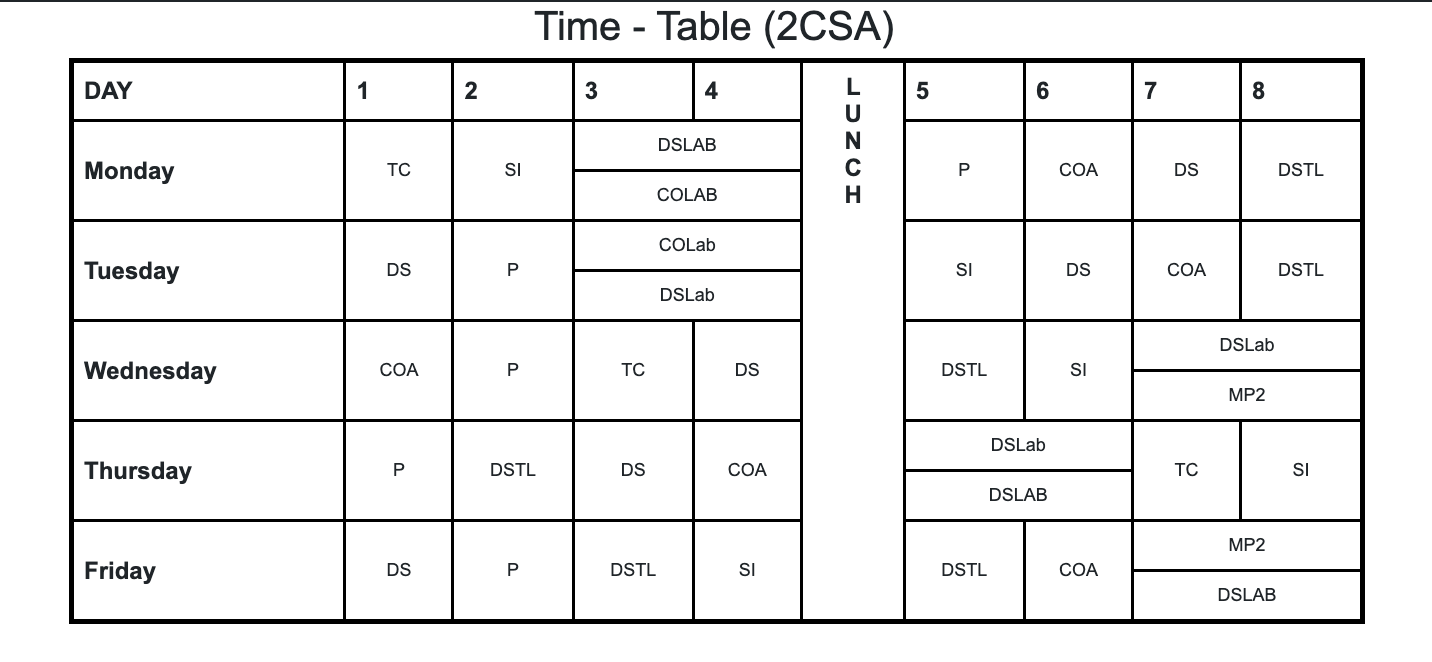 Time - Table (2CSA)
DAY 1 2 3 4 LUNCH 5 6 7 8
Monday TC SI DSLAB P COA DS DSTL
COLAB
Tuesday DS P COLab SI DS COA DSTL
DSLab
Wednesday COA P TC DS DSTL SI DSLab
MP2
Thursday P DSTL DS COA DSLab TC SI
DSLAB
Friday DS P DSTL SI DSTL COA MP2
DSLAB